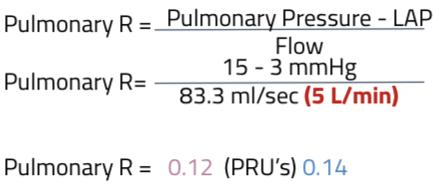 Pulmonary R = Pulmonary Pressure - LAP
Flow
Pulmonary R= 15 - 3 mmHg
83.3 ml/sec (5 L/min)
Pulmonary R = 0.12 (PRU's) 0.14